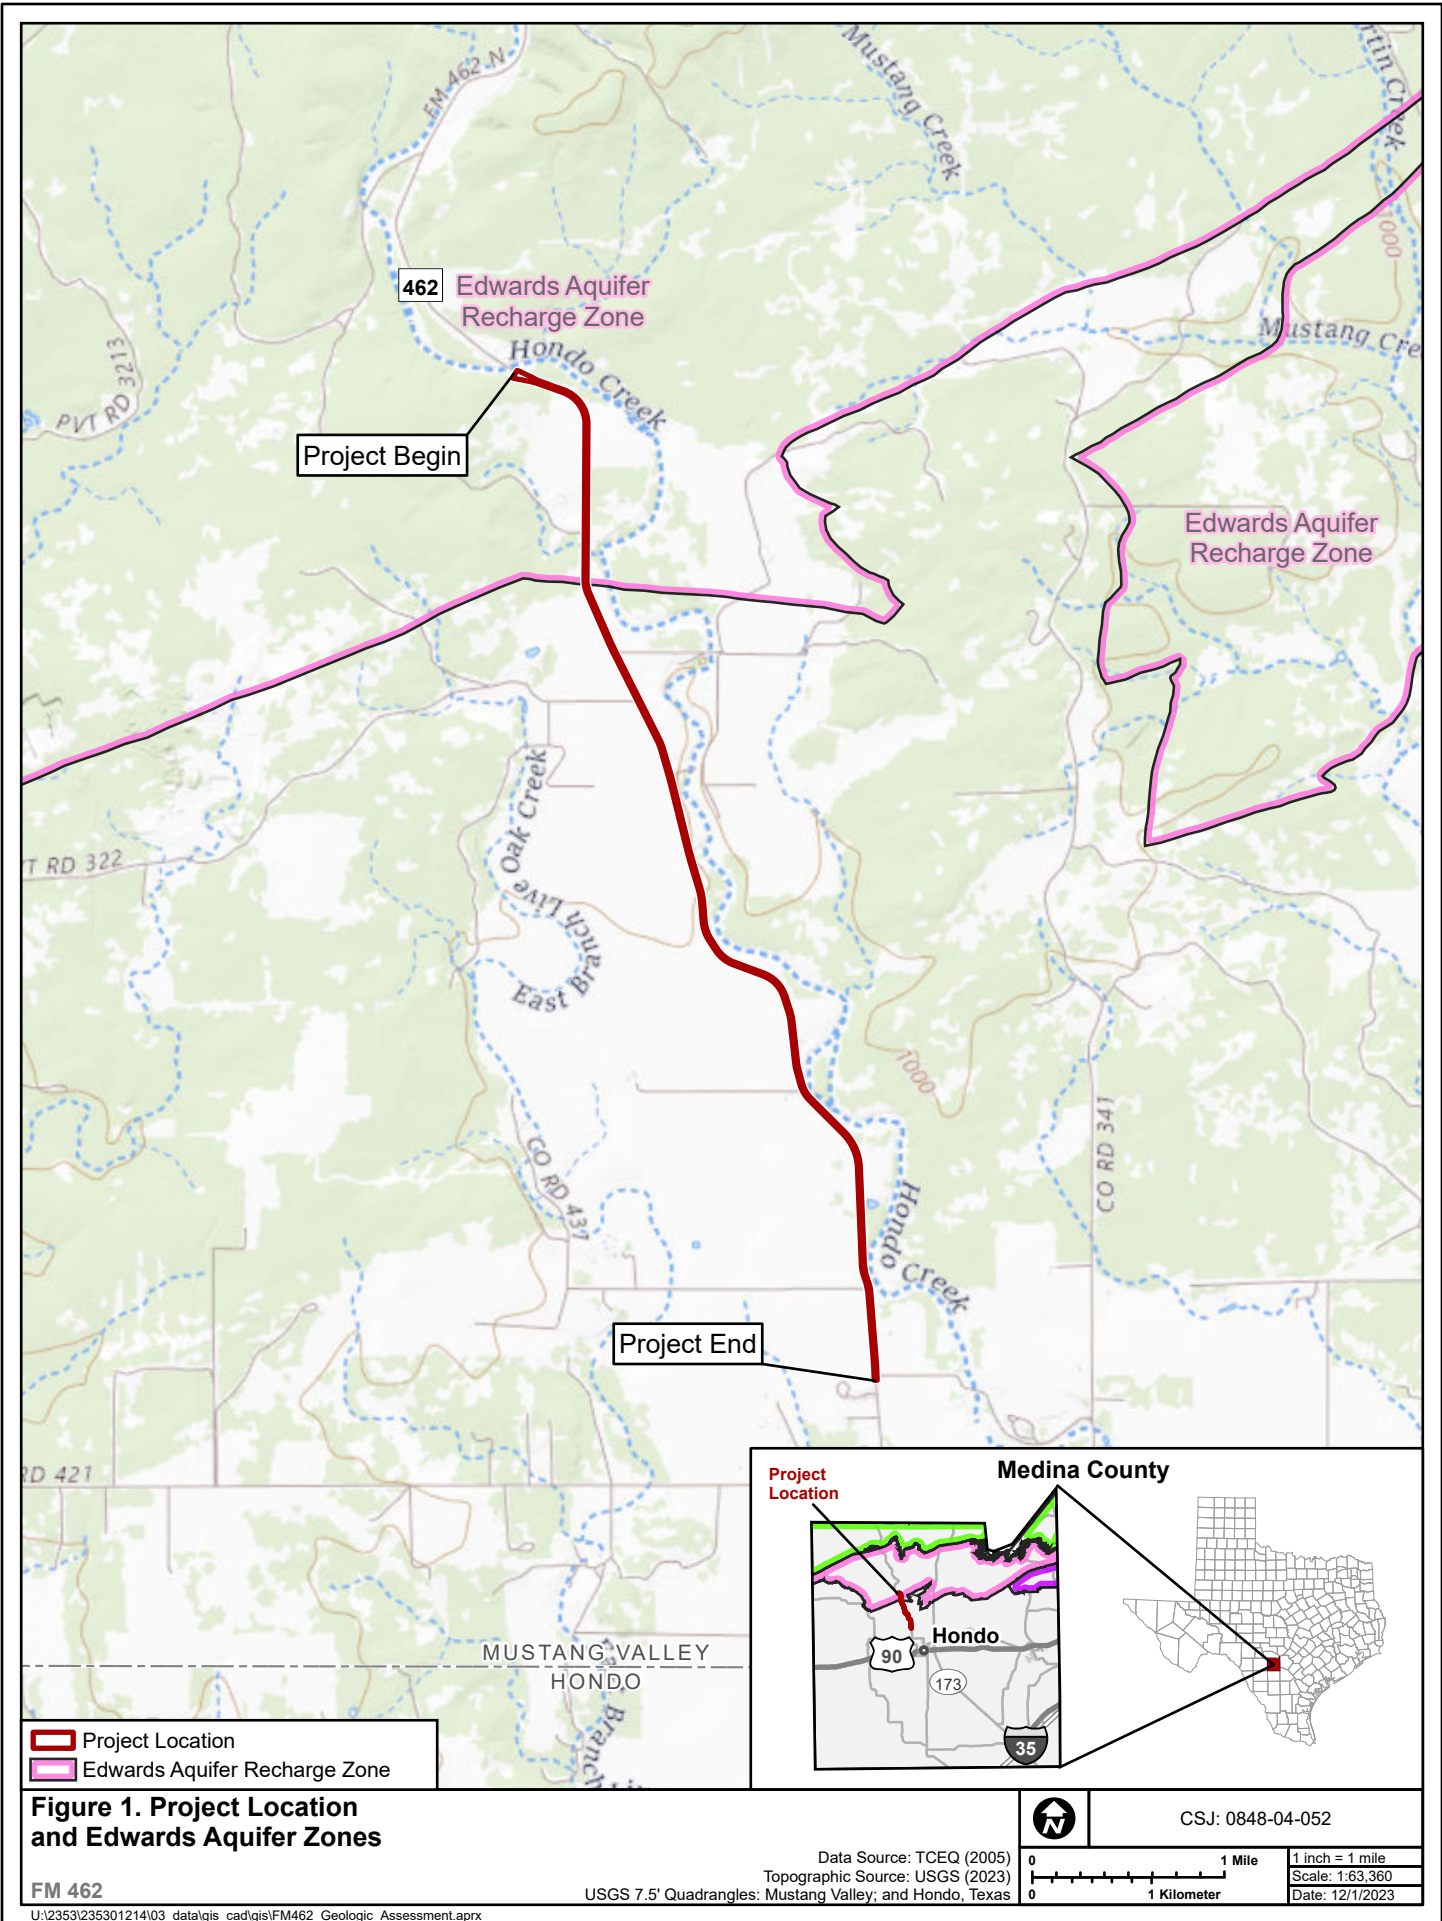 FM 462 N
Mustang Creek
rtin Creek
1000
462
Edwards Aquifer
Recharge Zone
Hondo Creek
Mustang Cre
PVT RD 3213
Project Begin
Edwards Aquifer
Recharge Zone
Oak Creek
Live
East Branch
T RD 322
1000
CO RD 341
CO RD 437
Hondo
Creek
Project End
RD 421
MUSTANG VALLEY
HONDO
Branch
Project Location
Edwards Aquifer Recharge Zone
Project
Location
Medina County
Hondo
90
173
35
Figure 1. Project Location
and Edwards Aquifer Zones
FM 462
Data Source: TCEQ (2005)
Topographic Source: USGS (2023)
USGS 7.5' Quadrangles: Mustang Valley; and Hondo, Texas
N
CSJ: 0848-04-052
0 1 Mile
0 1 Kilometer
1 inch = 1 mile
Scale: 1:63,360
Date: 12/1/2023
U:\2353\235301214\03_data\gis_cad\gis\FM462_Geologic_Assessment.aprx